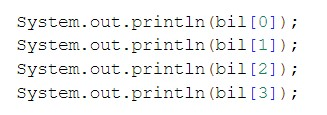 System.out.println(bil[0]);
System.out.println(bil[1]);
System.out.println(bil[2]);
System.out.println(bil[3]);